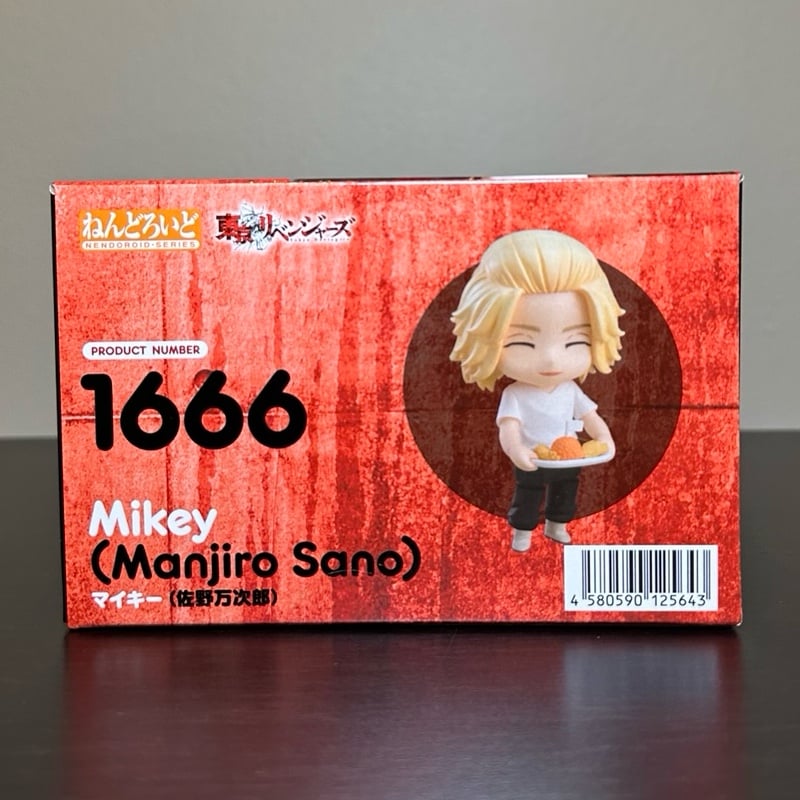 ねんどろいど
NENDOROID・SERIES
東京リベンジャーズ
PRODUCT NUMBER
1666
Mikey
(Manjiro Sano)
マイキー(佐野万次郎)
4 580590 125643